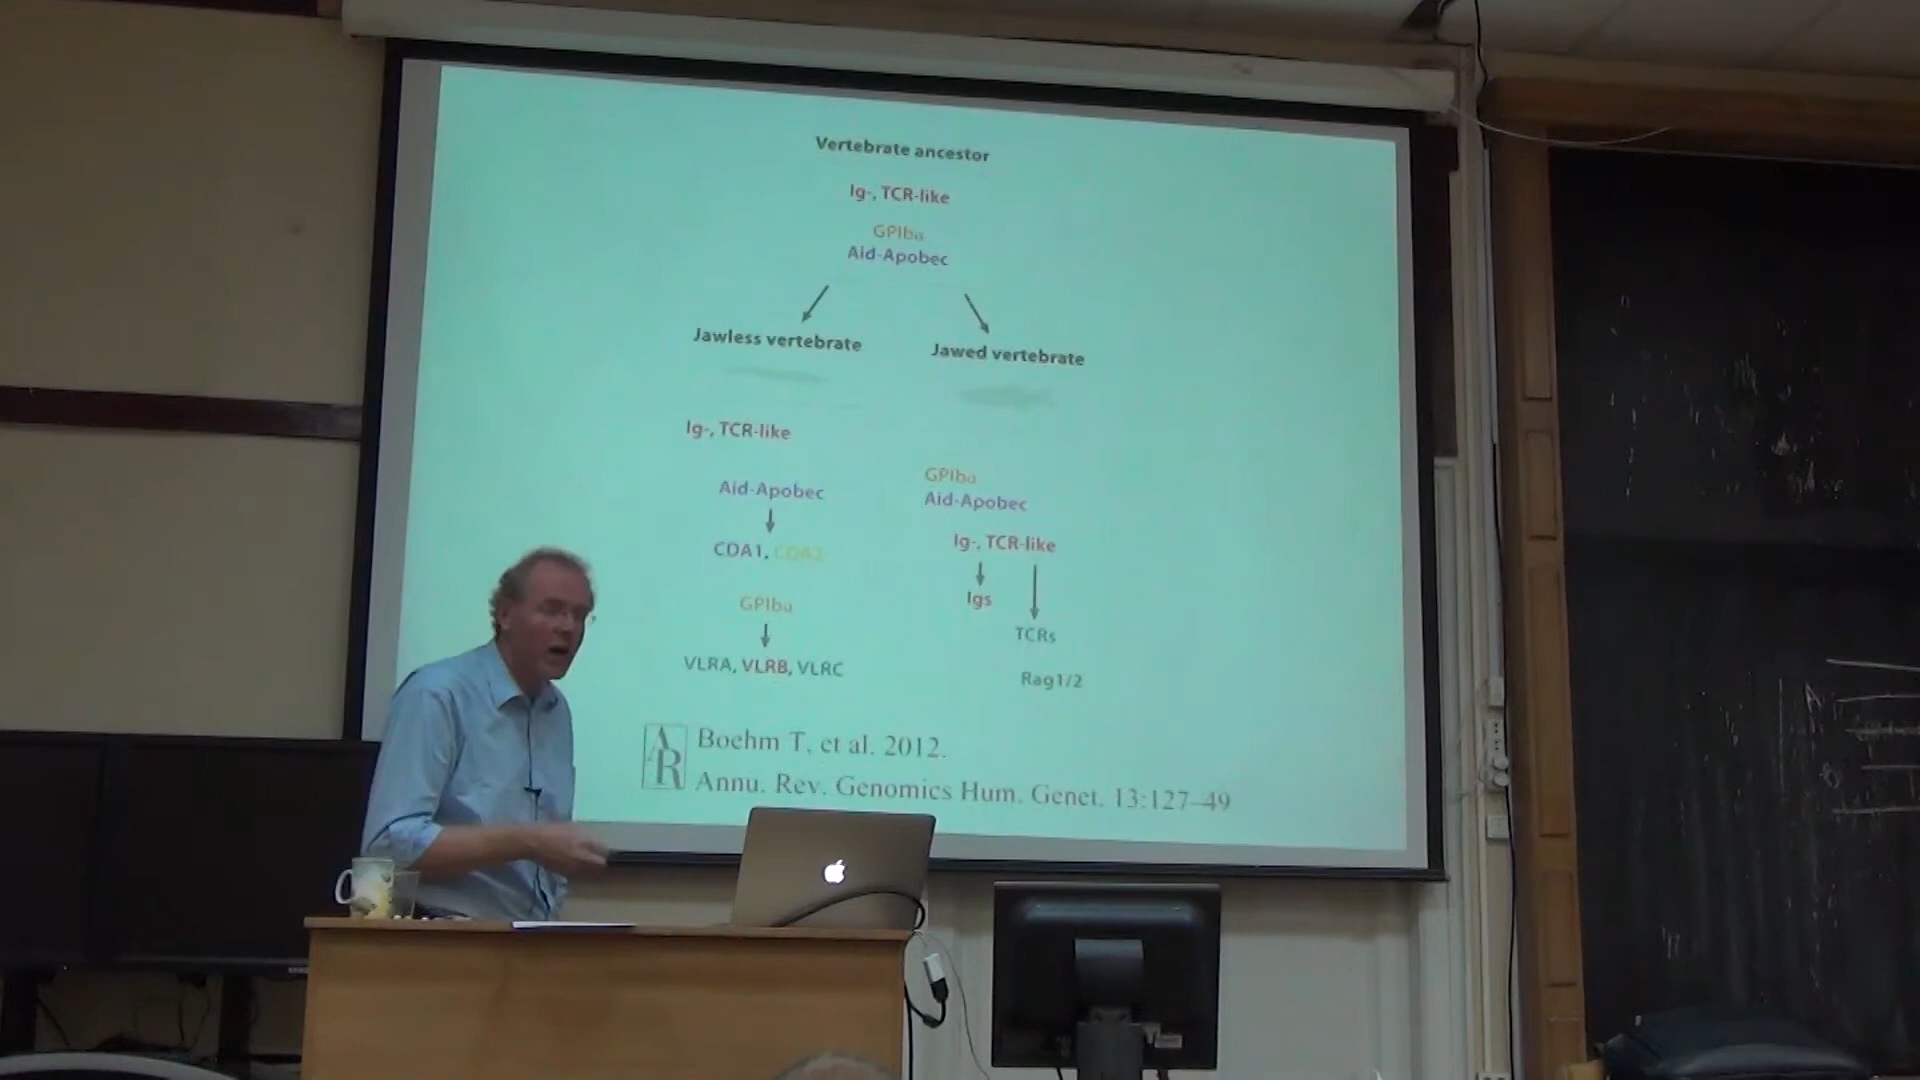 Vertebrate ancestor
Ig-, TCR-like
GPIbα
Aid-Apobec
Jawless vertebrate
Jawed vertebrate
Ig-, TCR-like
Aid-Apobec
CDA1, CDA2
GPIbα
VLRA, VLRB, VLRC
GPIbα
Aid-Apobec
Ig-, TCR-like
Igs
TCRs
Rag1/2
AR
Boehm T, et al. 2012.
Annu. Rev. Genomics Hum. Genet. 13:127–49